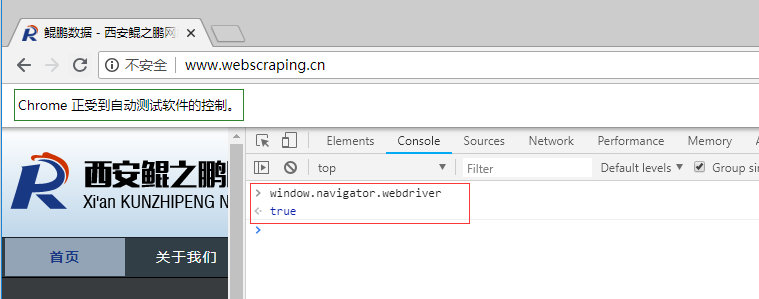 鲲鹏数据 - 西安鲲之鹏网
不安全 www.webscraping.cn
Chrome 正受到自动测试软件的控制。
Elements Console Sources Network Performance Memory
top Filter Default levels Group sim
window.navigator.webdriver
true
西安鲲之鹏
Xi'an KUNZHIPENG N
首页 关于我们